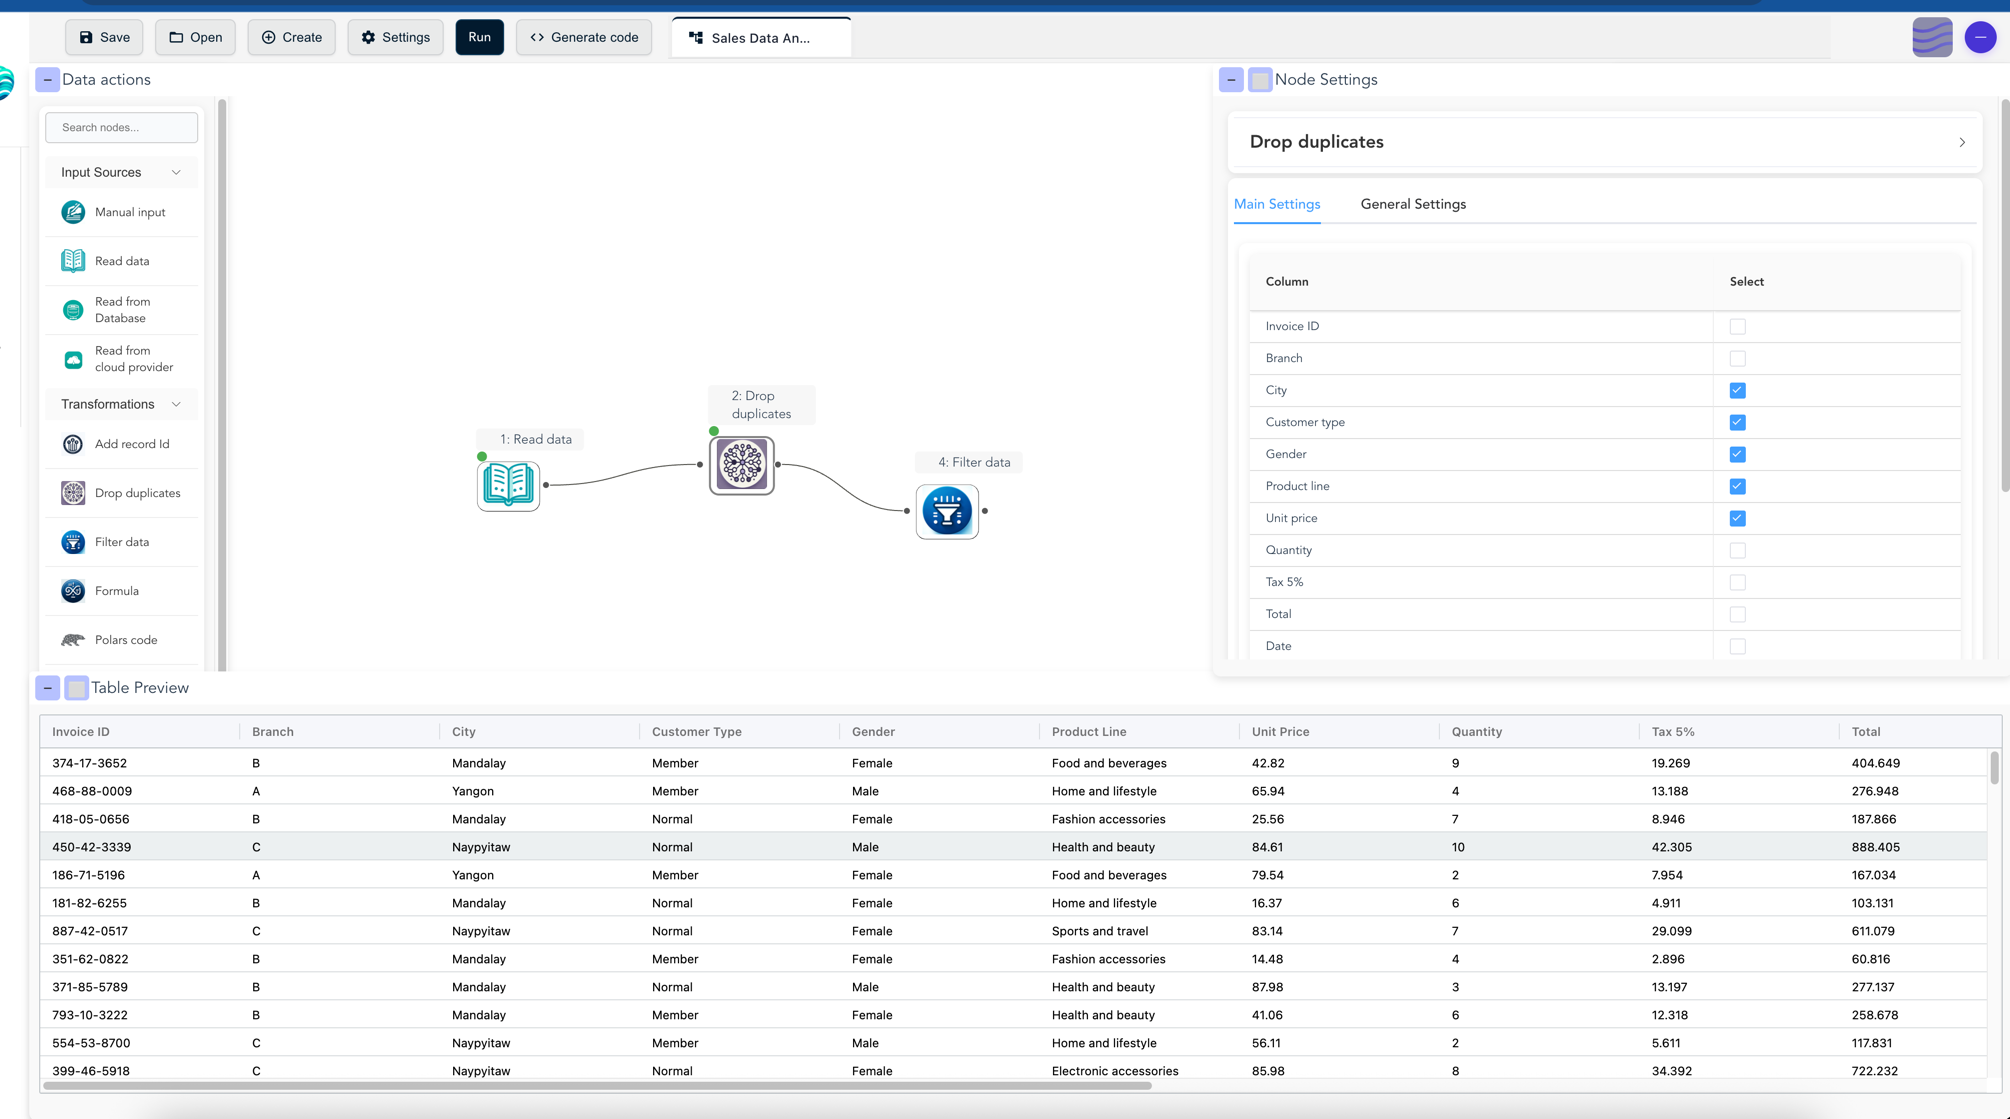 Save
Open
Create
Settings
Run
Generate code
Sales Data An...
Data actions
Search nodes...
Input Sources
Manual input
Read data
Read from
Database
Read from
cloud provider
Transformations
Add record Id
Drop duplicates
Filter data
Formula
Polars code
1: Read data
2: Drop
duplicates
4: Filter data
Node Settings
Drop duplicates
Main Settings
General Settings
Column Select
Invoice ID
Branch
City
Customer type
Gender
Product line
Unit price
Quantity
Tax 5%
Total
Date
Table Preview
Invoice ID Branch City Customer Type Gender Product Line Unit Price Quantity Tax 5% Total
374-17-3652 B Mandalay Member Female Food and beverages 42.82 9 19.269 404.649
468-88-0009 A Yangon Member Male Home and lifestyle 65.94 4 13.188 276.948
418-05-0656 B Mandalay Normal Female Fashion accessories 25.56 7 8.946 187.866
450-42-3339 C Naypyitaw Normal Male Health and beauty 84.61 10 42.305 888.405
186-71-5196 A Yangon Member Female Food and beverages 79.54 2 7.954 167.034
181-82-6255 B Mandalay Normal Female Home and lifestyle 16.37 6 4.911 103.131
887-42-0517 C Naypyitaw Normal Female Sports and travel 83.14 7 29.099 611.079
351-62-0822 B Mandalay Member Female Fashion accessories 14.48 4 2.896 60.816
371-85-5789 B Mandalay Normal Male Health and beauty 87.98 3 13.197 277.137
793-10-3222 B Mandalay Member Female Health and beauty 41.06 6 12.318 258.678
554-53-8700 C Naypyitaw Member Male Home and lifestyle 56.11 2 5.611 117.831
399-46-5918 C Naypyitaw Normal Female Electronic accessories 85.98 8 34.392 722.232